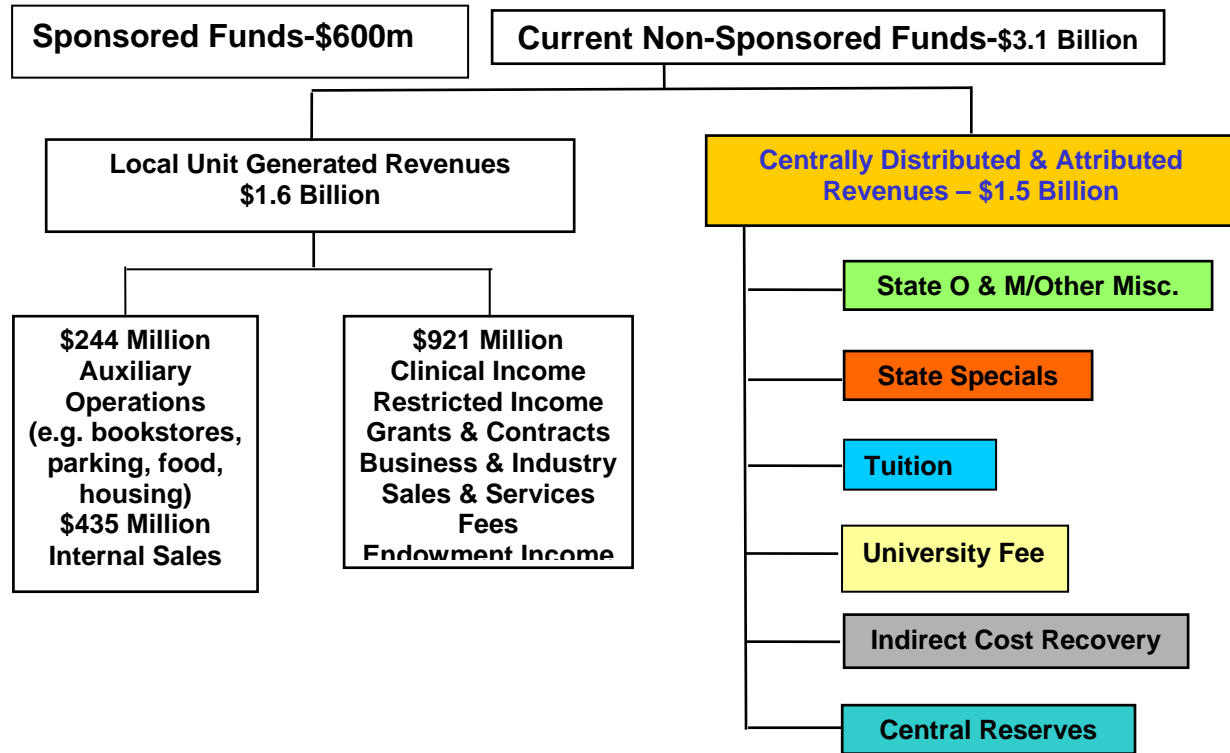 Sponsored Funds-$600m
Current Non-Sponsored Funds-$3.1 Billion
Local Unit Generated Revenues
$1.6 Billion
Centrally Distributed & Attributed
Revenues – $1.5 Billion
$244 Million
Auxiliary
Operations
(e.g. bookstores,
parking, food,
housing)
$435 Million
Internal Sales
$921 Million
Clinical Income
Restricted Income
Grants & Contracts
Business & Industry
Sales & Services
Fees
Endowment Income
State O & M/Other Misc.
State Specials
Tuition
University Fee
Indirect Cost Recovery
Central Reserves